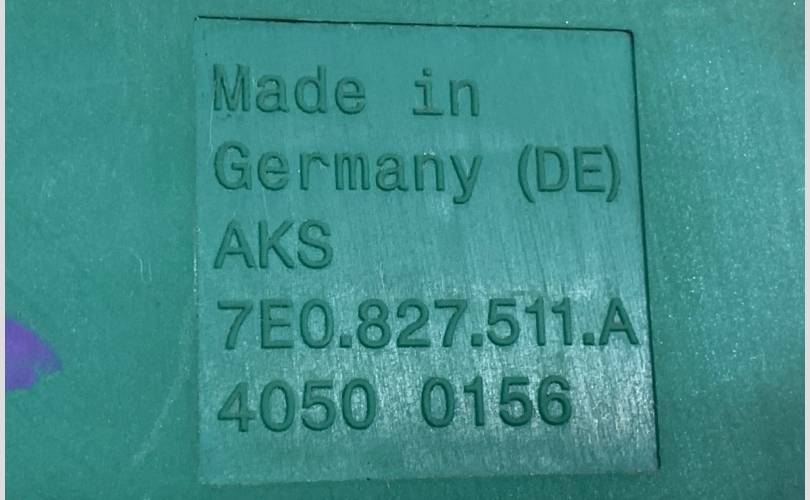 Made in
Germany (DE)
AKS
7E0.827.511.A
4050 0156